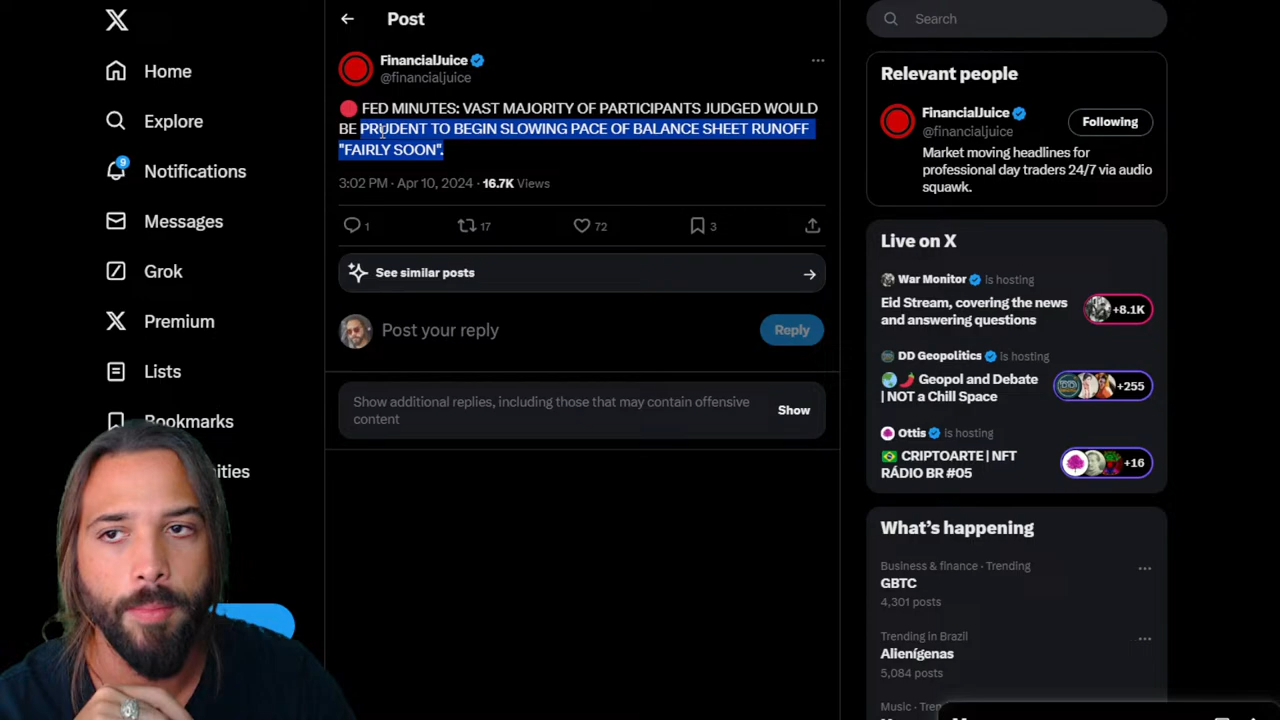 Home
Explore
9
Notifications
Messages
Grok
Premium
Lists
Bookmarks
Post
FinancialJuice
@financialjuice
FED MINUTES: VAST MAJORITY OF PARTICIPANTS JUDGED WOULD
BE PRUDENT TO BEGIN SLOWING PACE OF BALANCE SHEET RUNOFF
"FAIRLY SOON".
3:02 PM · Apr 10, 2024 · 16.7K Views
1 17 72 3
See similar posts
Post your reply
Reply
Show additional replies, including those that may contain offensive
content
Show
Search
Relevant people
FinancialJuice
@financialjuice
Following
Market moving headlines for
professional day traders 24/7 via audio
squawk.
Live on X
War Monitor is hosting
Eid Stream, covering the news
and answering questions
+8.1K
DD Geopolitics is hosting
Geopol and Debate
| NOT a Chill Space
+255
Ottis is hosting
CRIPTOARTE | NFT
RÁDIO BR #05
+16
What's happening
Business & finance · Trending
GBTC
4,301 posts
Trending in Brazil
Alienígenas
5,084 posts